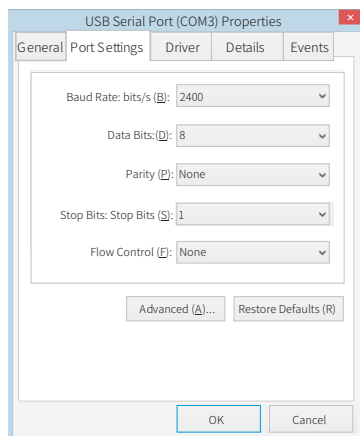 USB Serial Port (COM3) Properties
General Port Settings Driver Details Events
Baud Rate: bits/s (B): 2400
Data Bits:(D): 8
Parity (P): None
Stop Bits: Stop Bits (S): 1
Flow Control (F): None
Advanced (A)... Restore Defaults (R)
OK Cancel